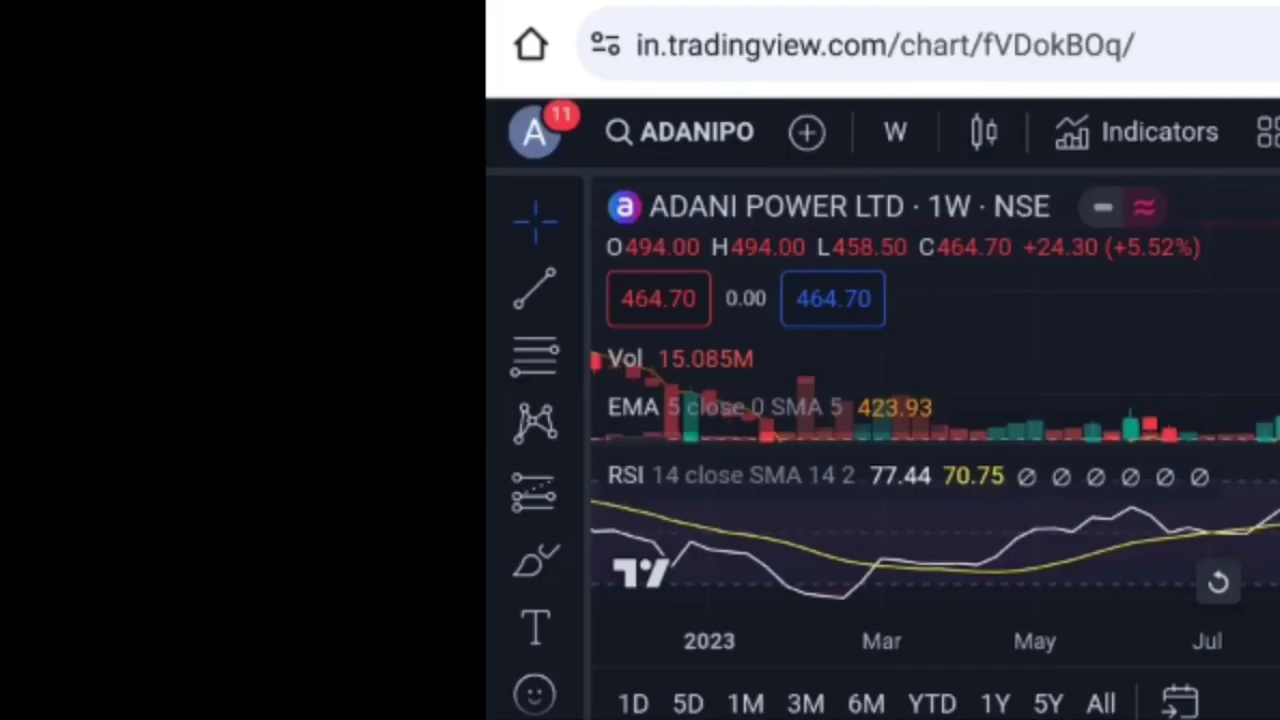 in.tradingview.com/chart/fVDokBOq/
A 11 ADANIPO W Indicators
ADANI POWER LTD · 1W · NSE
O494.00 H494.00 L458.50 C464.70 +24.30 (+5.52%)
464.70 0.00 464.70
Vol 15.085M
EMA 5 close 0 SMA 5 423.93
RSI 14 close SMA 14 2 77.44 70.75 ∅ ∅ ∅ ∅ ∅ ∅
2023 Mar May Jul
1D 5D 1M 3M 6M YTD 1Y 5Y All